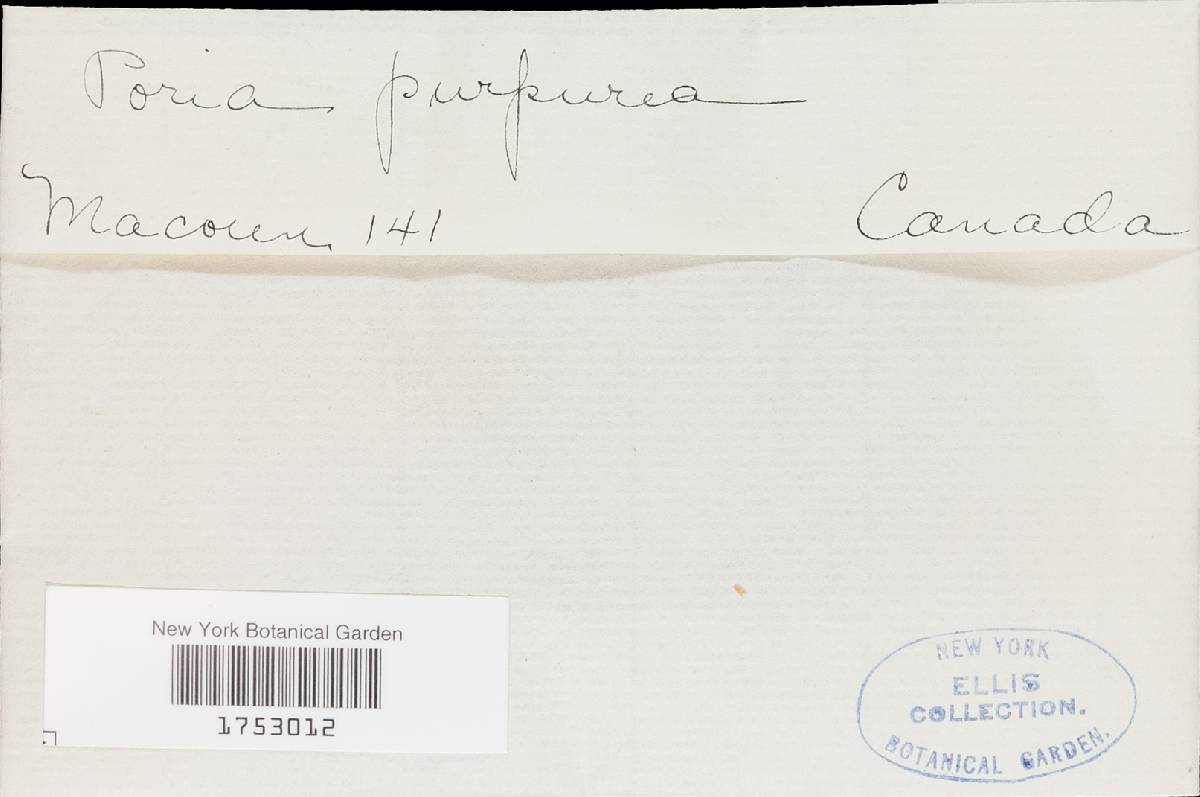 Poria purpurea
Macoun 141 Canada
New York Botanical Garden
1753012
NEW YORK
ELLIS
COLLECTION.
BOTANICAL GARDEN.